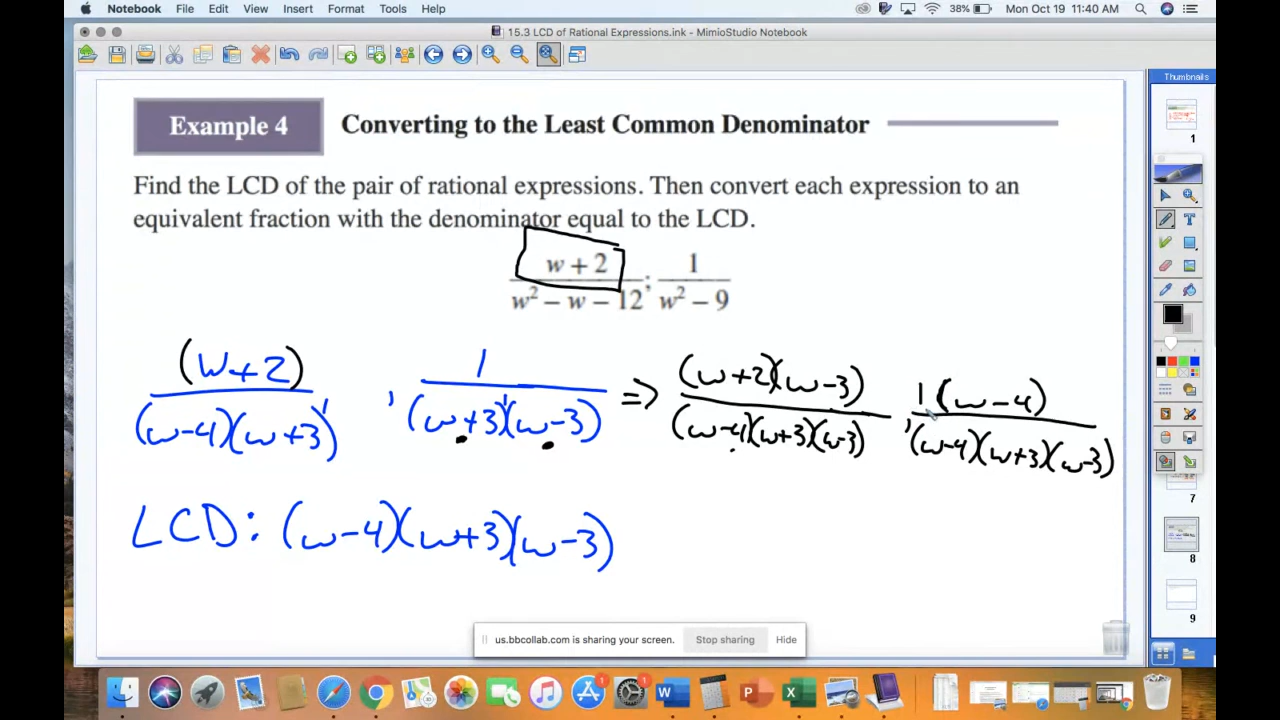 Notebook File Edit View Insert Format Tools Help 38% Mon Oct 19 11:40 AM
15.3 LCD of Rational Expressions.ink - MimioStudio Notebook
Thumbnails
Example 4 Converting to the Least Common Denominator
Find the LCD of the pair of rational expressions. Then convert each expression to an
equivalent fraction with the denominator equal to the LCD.
w + 2 1
w² − w − 12 ; w² − 9
(w+2) , 1 => (w+2)(w-3) , 1(w-4)
(w-4)(w+3) (w+3)(w-3) (w-4)(w+3)(w-3) (w-4)(w+3)(w-3)
LCD: (w-4)(w+3)(w-3)
us.bbcollab.com is sharing your screen. Stop sharing Hide
1
7
8
9